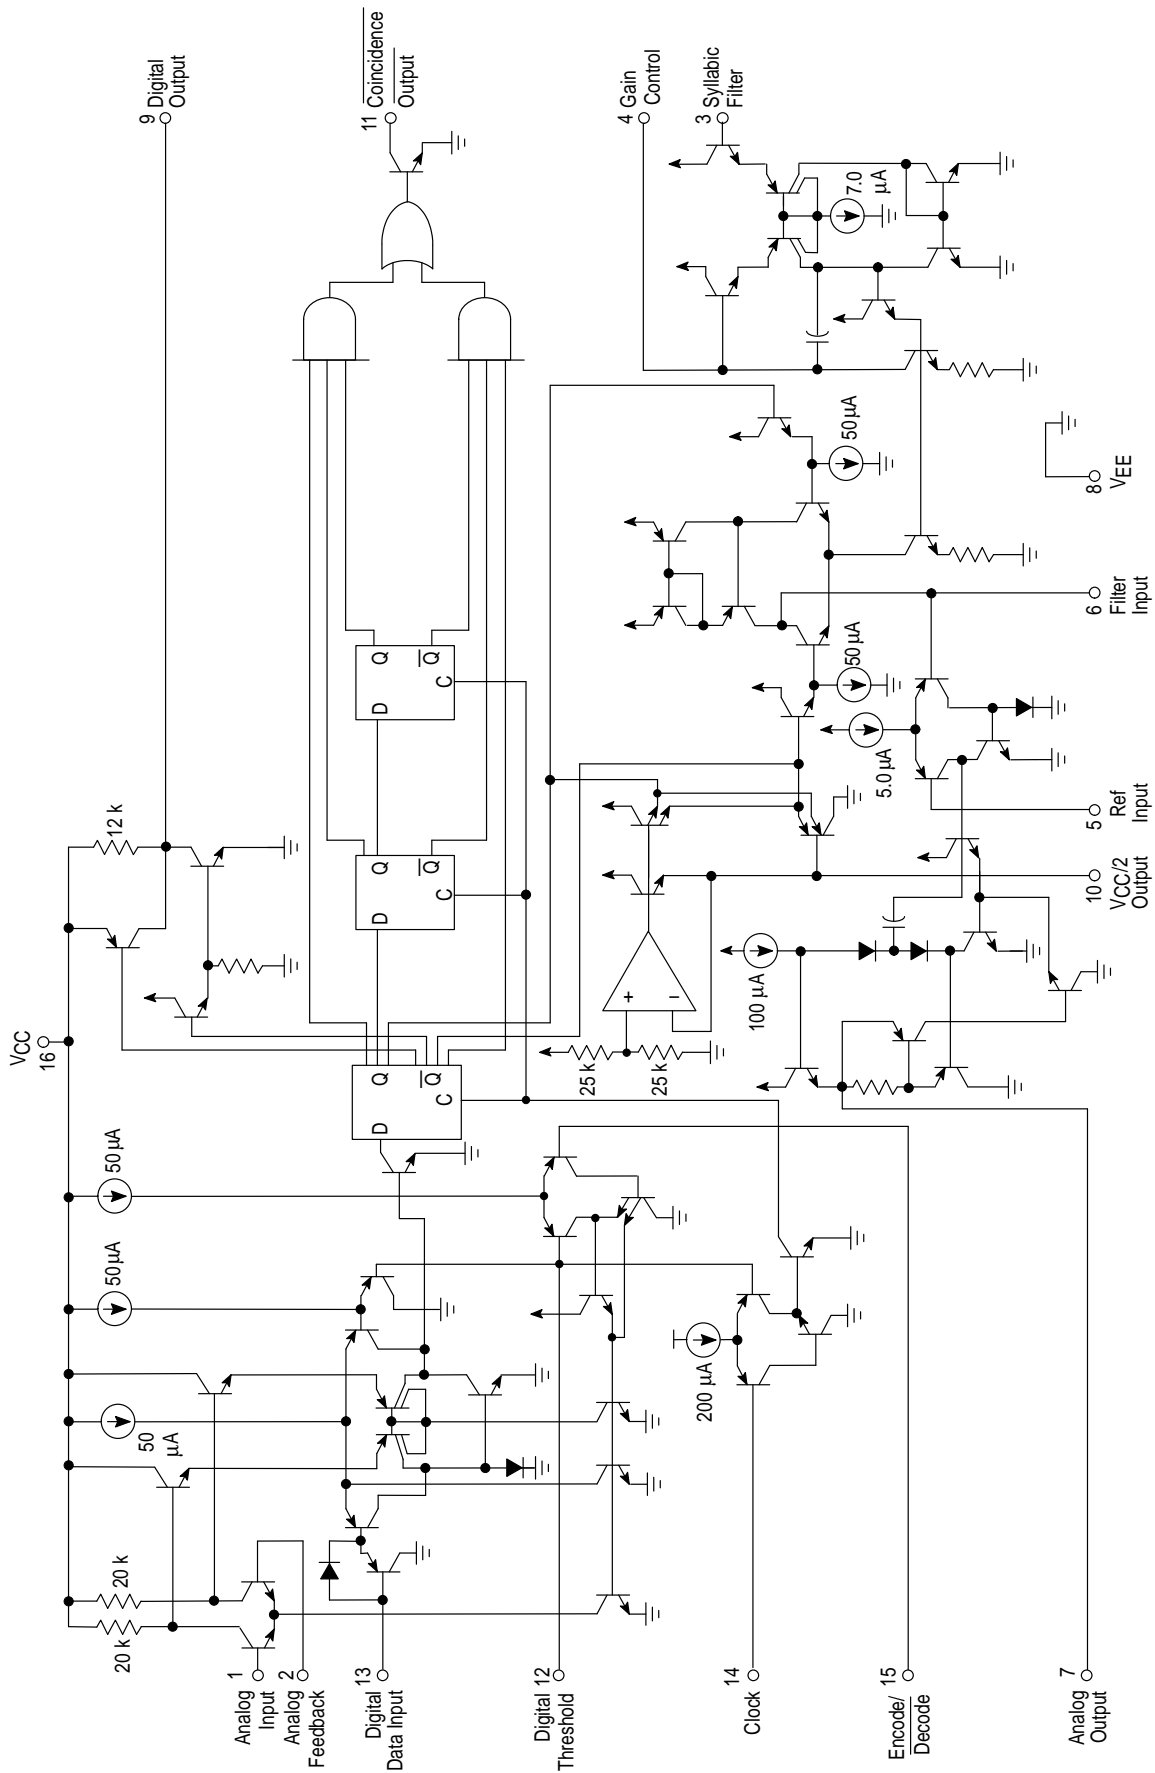 VCC
16
9 Digital
Output
11 Coincidence
Output
4 Gain
Control
3 Syllabic
Filter
12 k
50 µA
50 µA
50
µA
20 k
20 k
D
Q
Q
C
D
Q
Q
C
D
Q
Q
C
7.0
µA
50 µA
50 µA
5.0 µA
100 µA
200 µA
25 k
25 k
+
−
1
Analog
Input
2
Analog
Feedback
13
Digital
Data Input
12
Digital
Threshold
14
Clock
15
Encode/
Decode
7
Analog
Output
10
VCC/2
Output
5
Ref
Input
6
Filter
Input
8
VEE